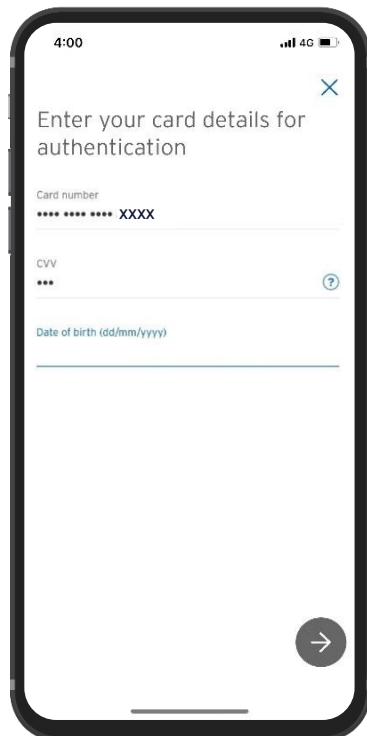 4:00 4G
Enter your card details for
authentication
Card number
•••• •••• •••• XXXX
CVV
•••
?
Date of birth (dd/mm/yyyy)